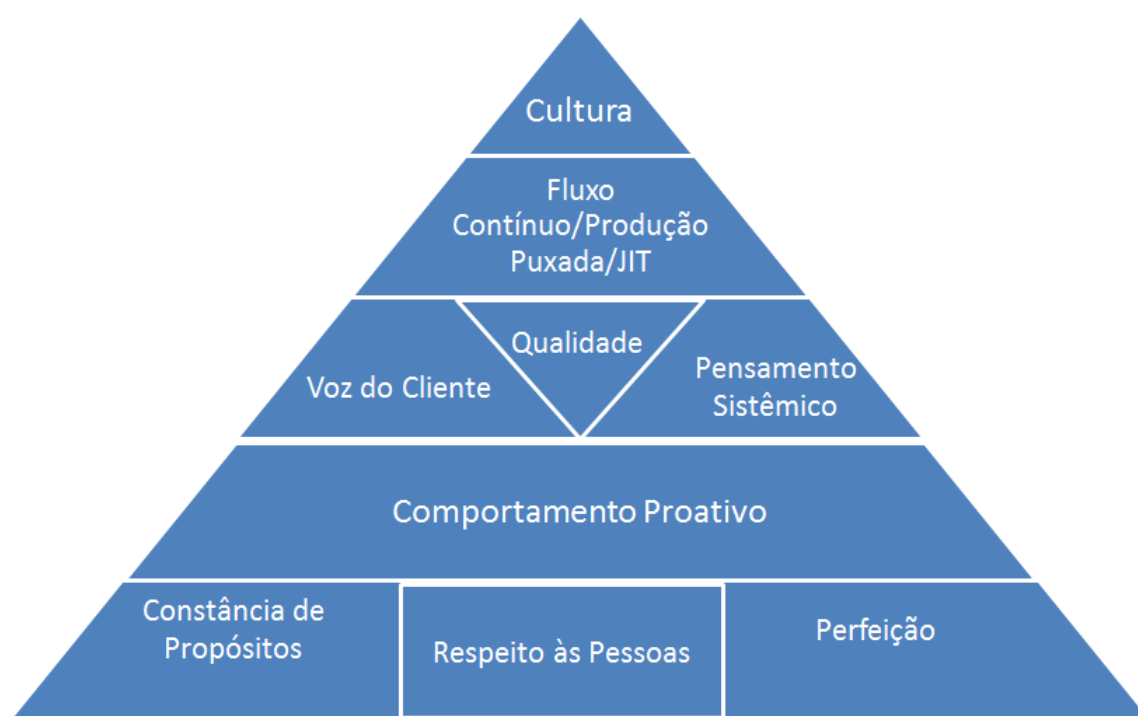 Cultura
Fluxo
Contínuo/Produção
Puxada/JIT
Qualidade
Voz do Cliente
Pensamento
Sistêmico
Comportamento Proativo
Constância de
Propósitos
Respeito às Pessoas
Perfeição